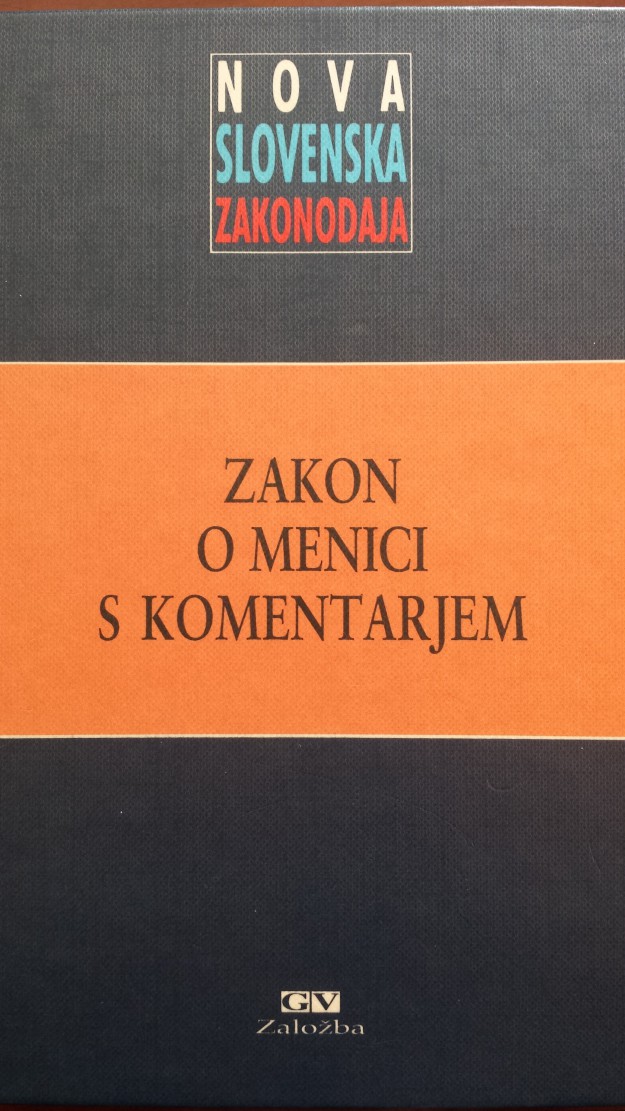 NOVA
SLOVENSKA
ZAKONODAJA
ZAKON
O MENICI
S KOMENTARJEM
GV
Založba